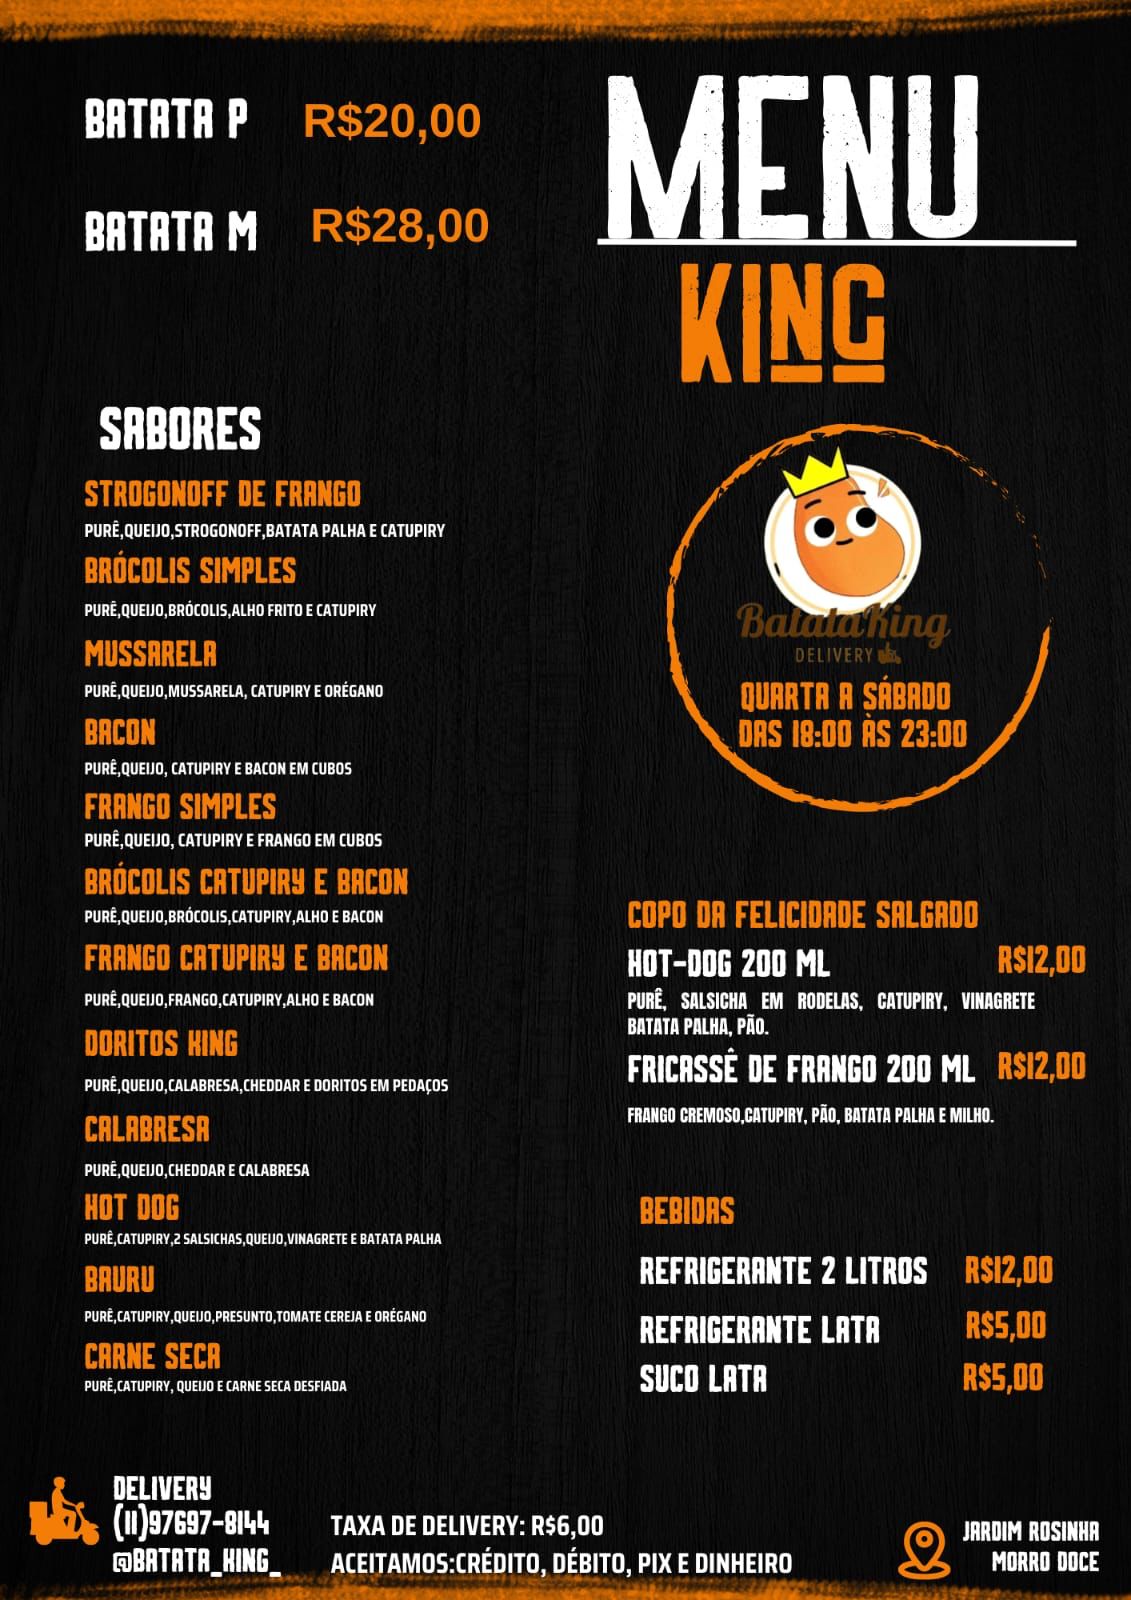 BATATA P R$20,00
BATATA M R$28,00
SABORES
STROGONOFF DE FRANGO
PURÊ,QUEIJO,STROGONOFF,BATATA PALHA E CATUPIRY
BRÓCOLIS SIMPLES
PURÊ,QUEIJO,BRÓCOLIS,ALHO FRITO E CATUPIRY
MUSSARELA
PURÊ,QUEIJO,MUSSARELA, CATUPIRY E ORÉGANO
BACON
PURÊ,QUEIJO, CATUPIRY E BACON EM CUBOS
FRANGO SIMPLES
PURÊ,QUEIJO, CATUPIRY E FRANGO EM CUBOS
BRÓCOLIS CATUPIRY E BACON
PURÊ,QUEIJO,BRÓCOLIS,CATUPIRY,ALHO E BACON
FRANGO CATUPIRY E BACON
PURÊ,QUEIJO,FRANGO,CATUPIRY,ALHO E BACON
DORITOS KING
PURÊ,QUEIJO,CALABRESA,CHEDDAR E DORITOS EM PEDAÇOS
CALABRESA
PURÊ,QUEIJO,CHEDDAR E CALABRESA
HOT DOG
PURÊ,CATUPIRY,2 SALSICHAS,QUEIJO,VINAGRETE E BATATA PALHA
BAURU
PURÊ,CATUPIRY,QUEIJO,PRESUNTO,TOMATE CEREJA E ORÉGANO
CARNE SECA
PURÊ,CATUPIRY, QUEIJO E CARNE SECA DESFIADA
MENU
KING
BatataKing
DELIVERY
QUARTA A SÁBADO
DAS 18:00 ÀS 23:00
COPO DA FELICIDADE SALGADO
HOT-DOG 200 ML R$12,00
PURÊ, SALSICHA EM RODELAS, CATUPIRY, VINAGRETE
BATATA PALHA, PÃO.
FRICASSÊ DE FRANGO 200 ML R$12,00
FRANGO CREMOSO,CATUPIRY, PÃO, BATATA PALHA E MILHO.
BEBIDAS
REFRIGERANTE 2 LITROS R$12,00
REFRIGERANTE LATA R$5,00
SUCO LATA R$5,00
DELIVERY
(11)97697-8144
@BATATA_KING_
TAXA DE DELIVERY: R$6,00
ACEITAMOS:CRÉDITO, DÉBITO, PIX E DINHEIRO
JARDIM ROSINHA
MORRO DOCE